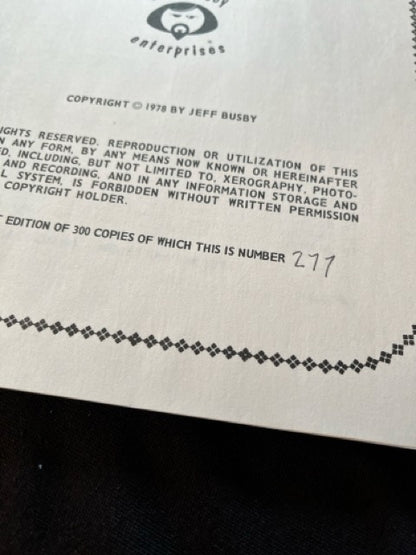 enterprises
COPYRIGHT © 1978 BY JEFF BUSBY
RESERVED. REPRODUCTION OR UTILIZATION OF THIS
ANY FORM, BY ANY MEANS NOW KNOWN OR HEREINAFTER
INCLUDING, BUT NOT LIMITED TO, XEROGRAPHY, PHOTO-
AND RECORDING, AND IN ANY INFORMATION STORAGE AND
SYSTEM, IS FORBIDDEN WITHOUT WRITTEN PERMISSION
COPYRIGHT HOLDER.
EDITION OF 300 COPIES OF WHICH THIS IS NUMBER 277